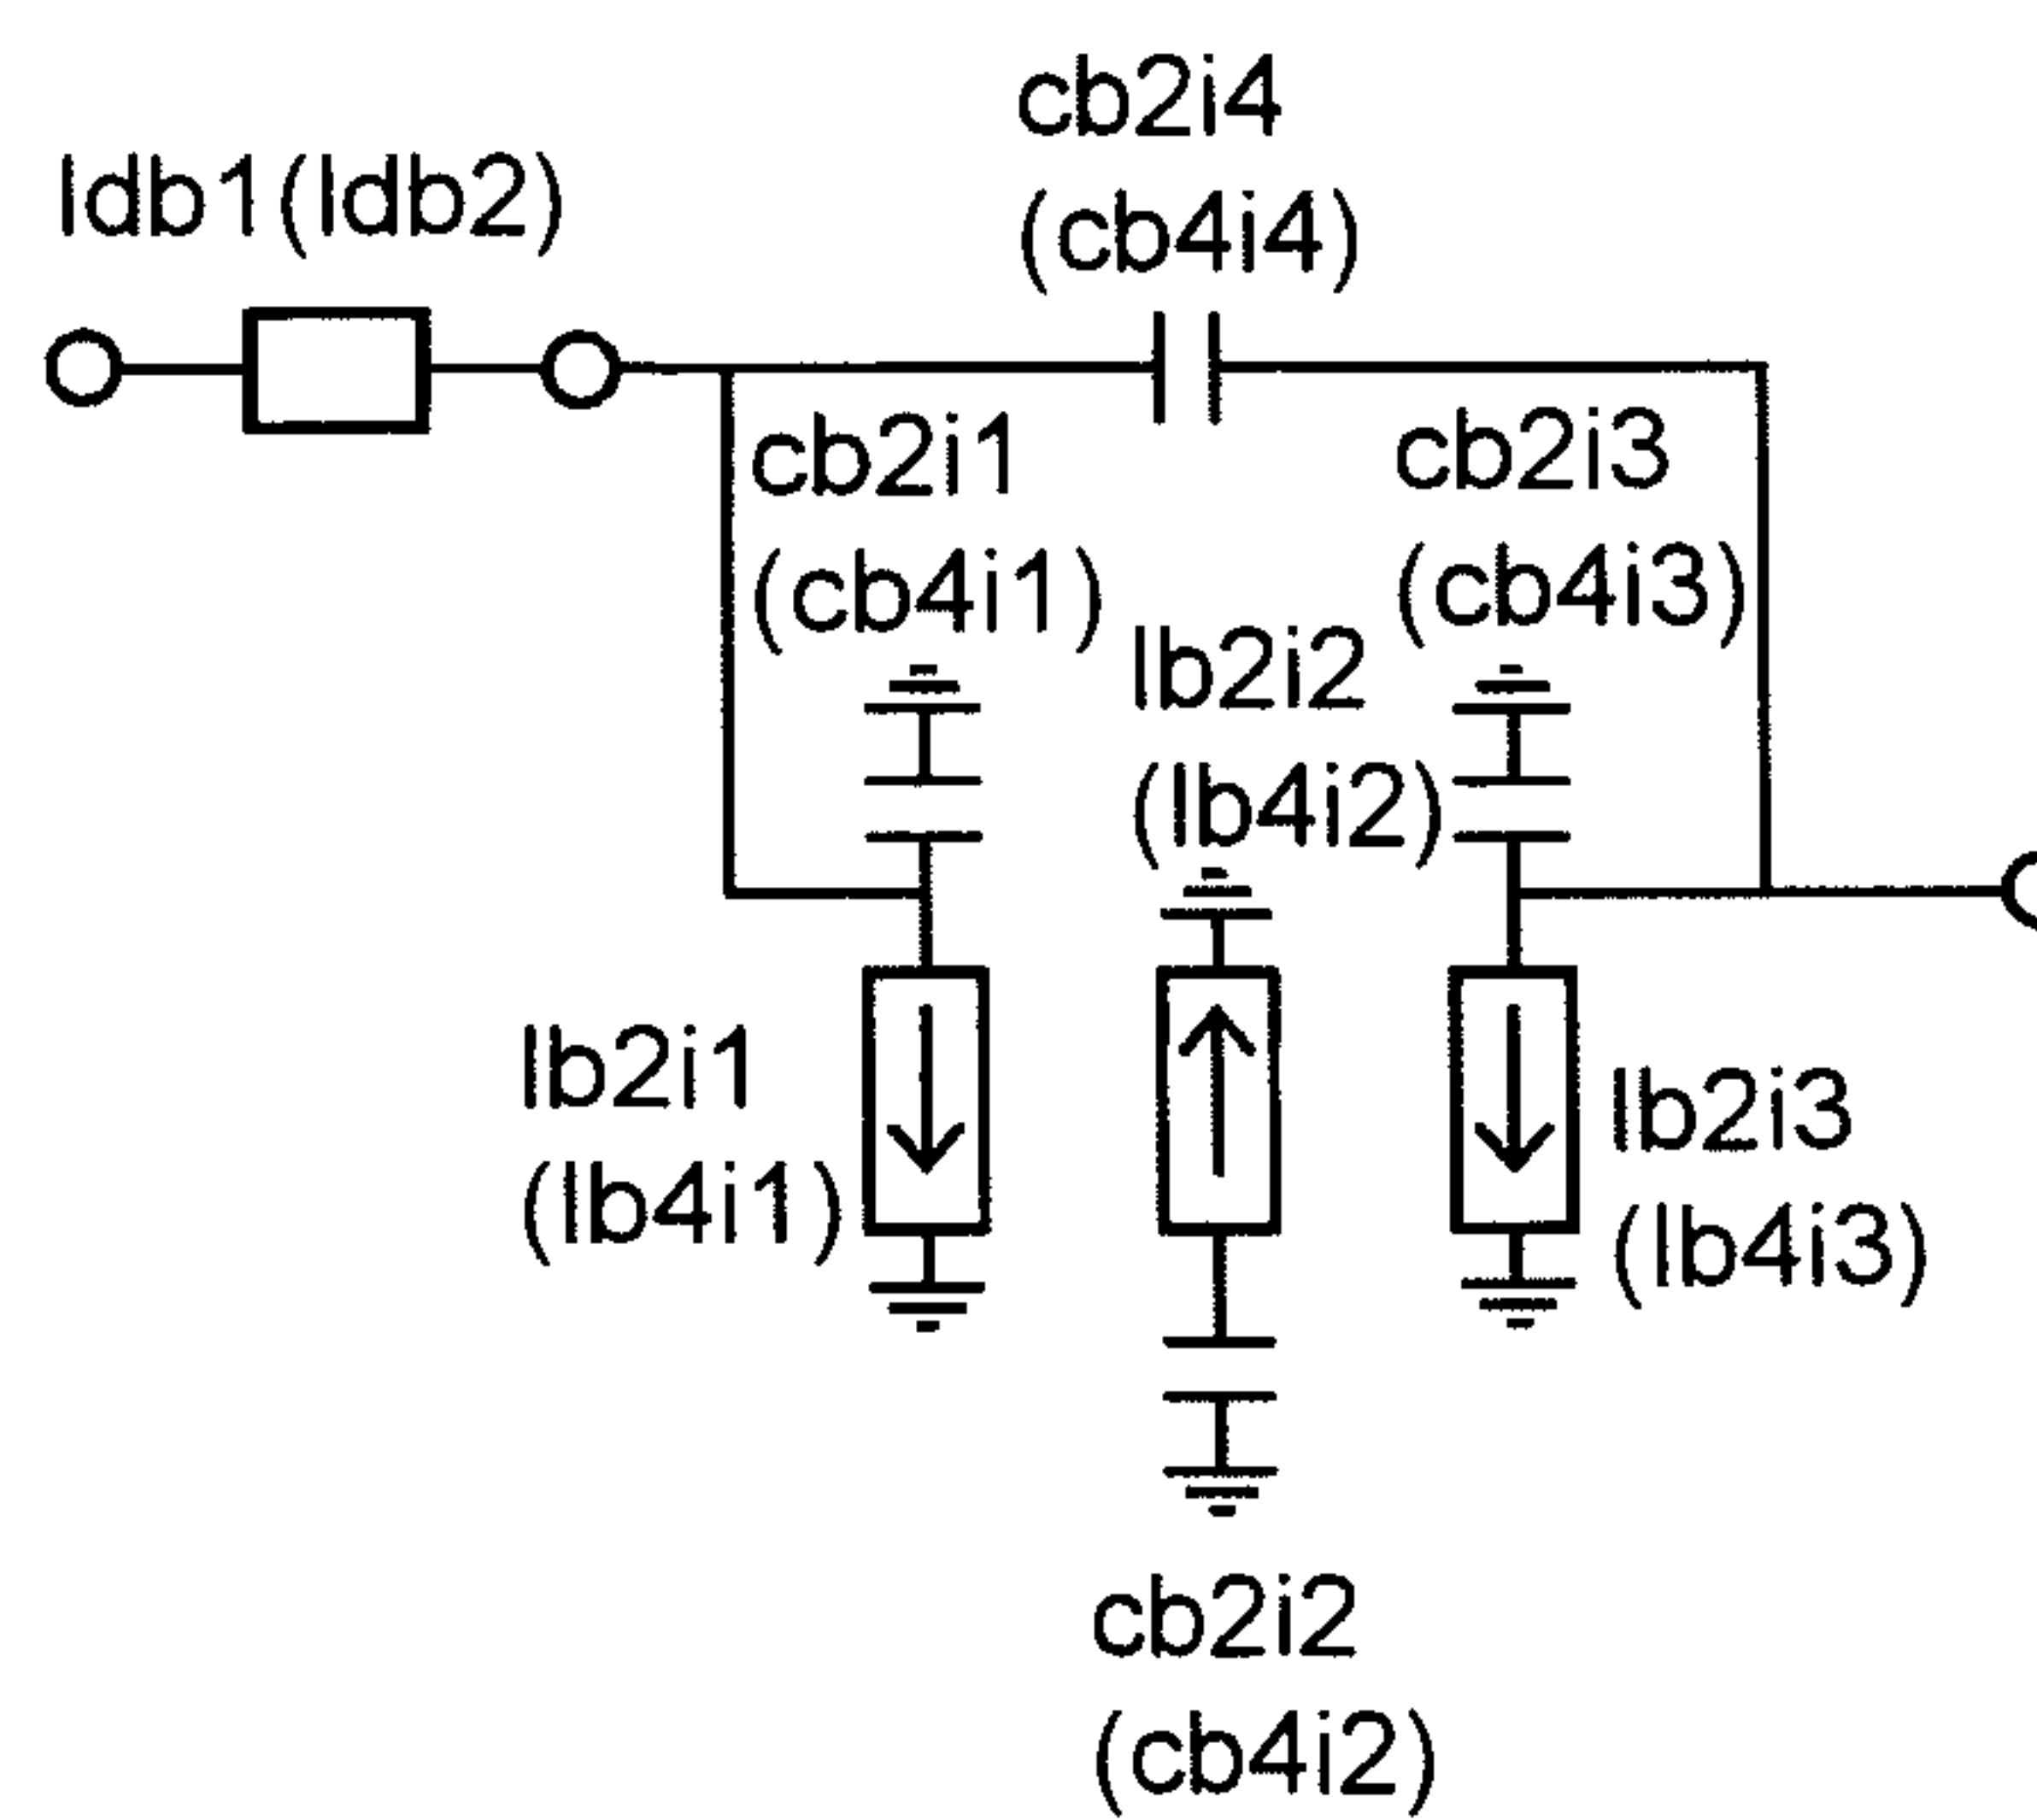 cb2i4
(cb4i4)
ldb1(ldb2)
cb2i1
(cb4i1)
cb2i3
(cb4i3)
lb2i2
(lb4i2)
lb2i1
(lb4i1)
lb2i3
(lb4i3)
cb2i2
(cb4i2)